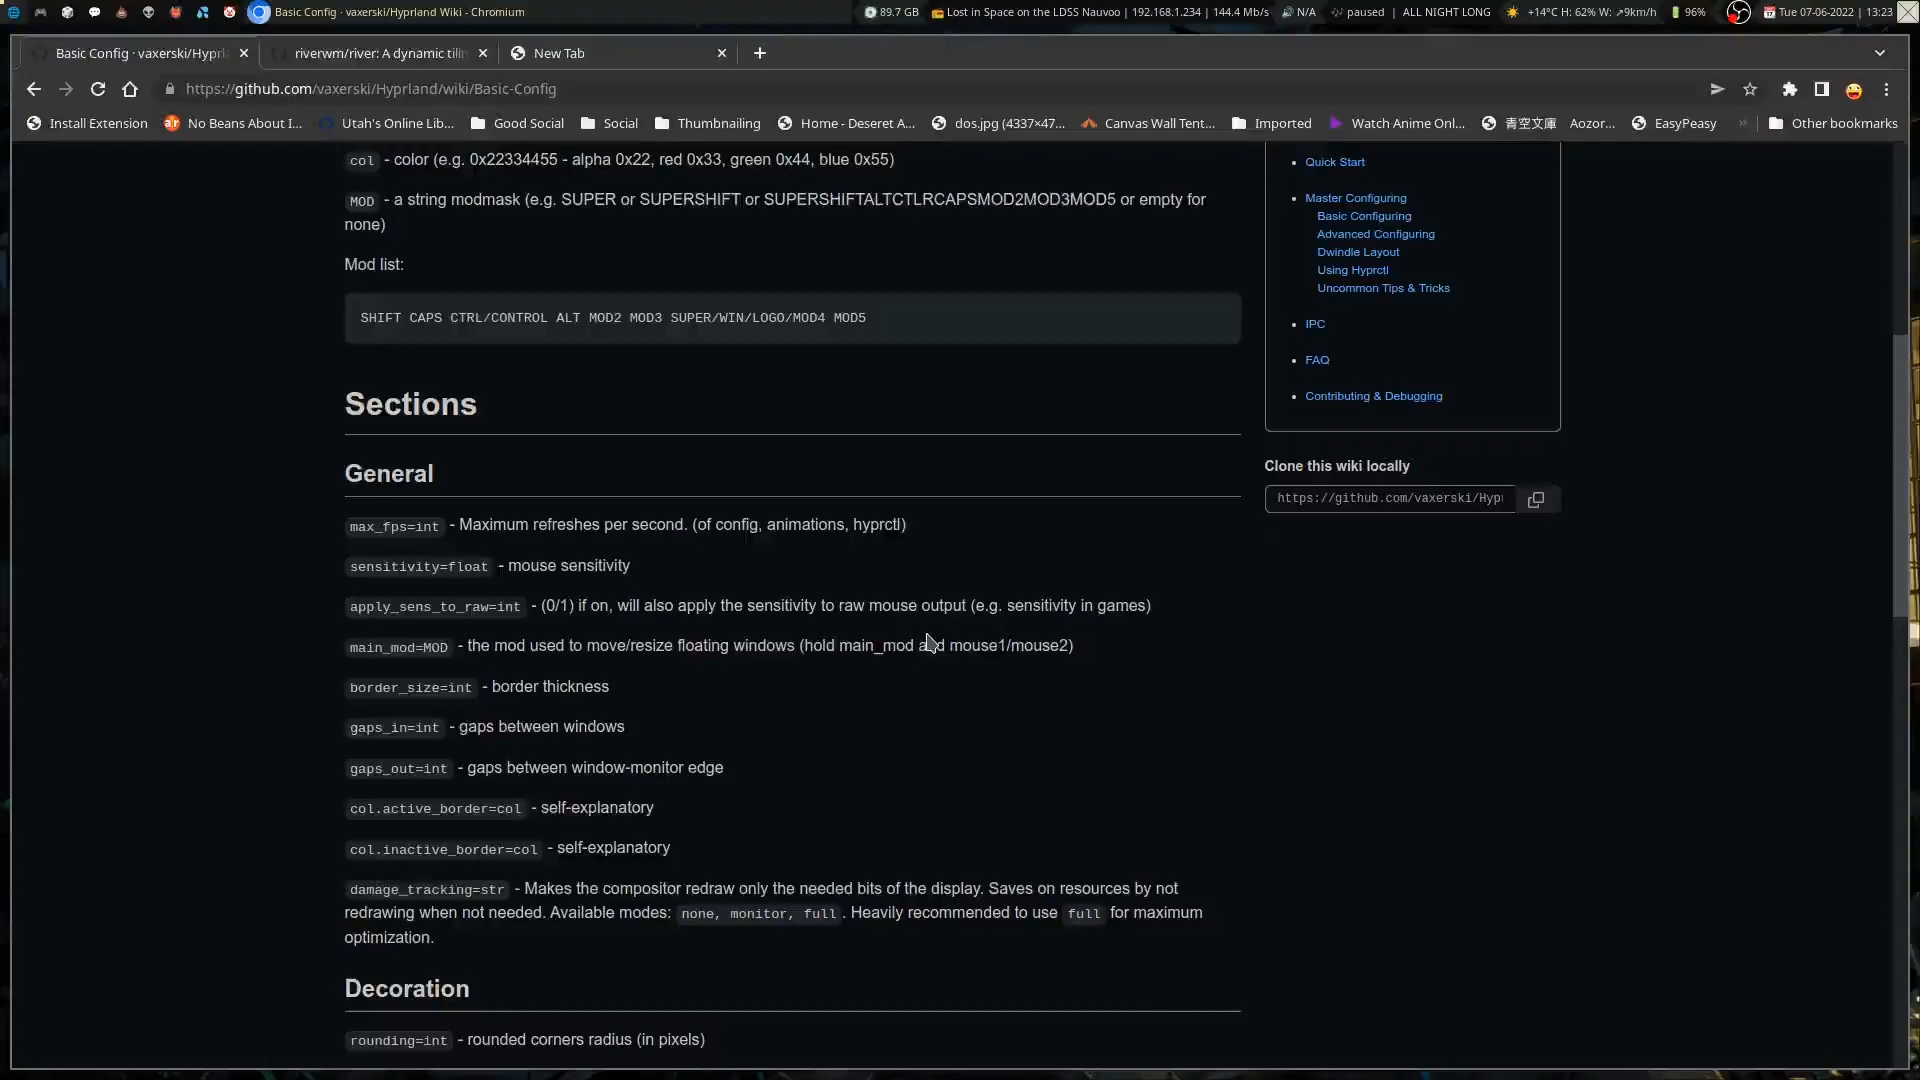 Basic Config · vaxerski/Hyprland Wiki - Chromium
89.7 GB
Lost in Space on the LDSS Nauvoo | 192.168.1.234 | 144.4 Mb/s
N/A
paused | ALL NIGHT LONG
+14°C H: 62% W: ↗9km/h
96%
Tue 07-06-2022 | 13:23
Basic Config · vaxerski/Hyprl
riverwm/river: A dynamic tilin
New Tab
https://github.com/vaxerski/Hyprland/wiki/Basic-Config
Install Extension
No Beans About I...
Utah's Online Lib...
Good Social
Social
Thumbnailing
Home - Deseret A...
dos.jpg (4337×47...
Canvas Wall Tent...
Imported
Watch Anime Onl...
青空文庫 Aozor...
EasyPeasy
»
Other bookmarks
col - color (e.g. 0x22334455 - alpha 0x22, red 0x33, green 0x44, blue 0x55)
MOD - a string modmask (e.g. SUPER or SUPERSHIFT or SUPERSHIFTALTCTLRCAPSMOD2MOD3MOD5 or empty for
none)
Mod list:
SHIFT CAPS CTRL/CONTROL ALT MOD2 MOD3 SUPER/WIN/LOGO/MOD4 MOD5
Sections
General
max_fps=int - Maximum refreshes per second. (of config, animations, hyprctl)
sensitivity=float - mouse sensitivity
apply_sens_to_raw=int - (0/1) if on, will also apply the sensitivity to raw mouse output (e.g. sensitivity in games)
main_mod=MOD - the mod used to move/resize floating windows (hold main_mod and mouse1/mouse2)
border_size=int - border thickness
gaps_in=int - gaps between windows
gaps_out=int - gaps between window-monitor edge
col.active_border=col - self-explanatory
col.inactive_border=col - self-explanatory
damage_tracking=str - Makes the compositor redraw only the needed bits of the display. Saves on resources by not
redrawing when not needed. Available modes: none, monitor, full . Heavily recommended to use full for maximum
optimization.
Decoration
rounding=int - rounded corners radius (in pixels)
Quick Start
Master Configuring
Basic Configuring
Advanced Configuring
Dwindle Layout
Using Hyprctl
Uncommon Tips & Tricks
IPC
FAQ
Contributing & Debugging
Clone this wiki locally
https://github.com/vaxerski/Hyp